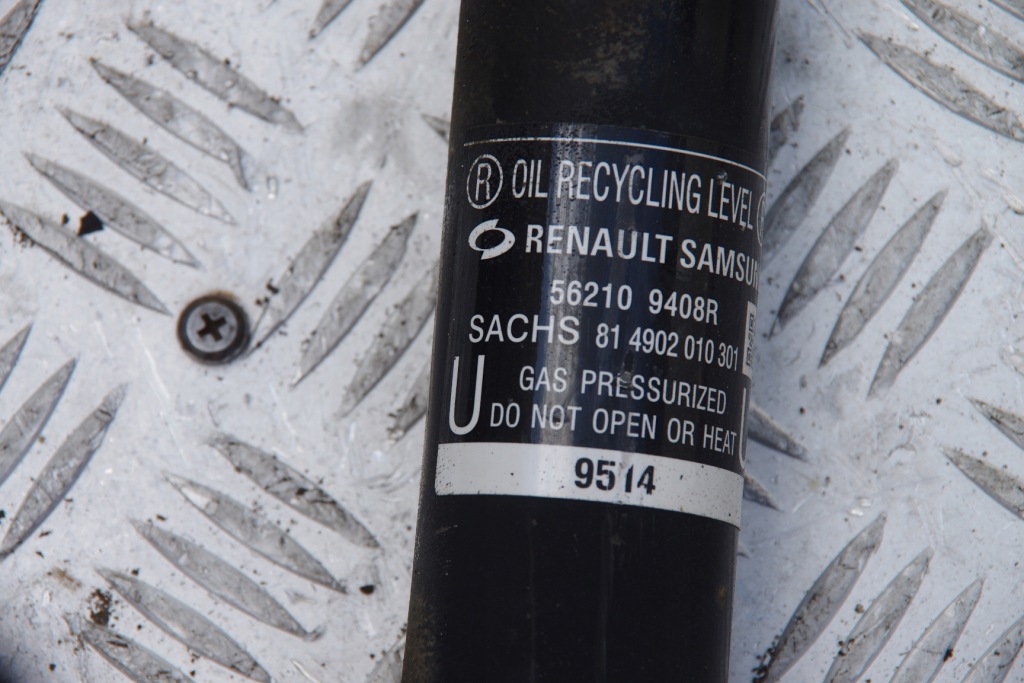 Ⓡ OIL RECYCLING LEVEL
RENAULT
56210 9408R
SACHS 81 4902 010 301
U GAS PRESSURIZED
DO NOT OPEN OR HEAT
9514